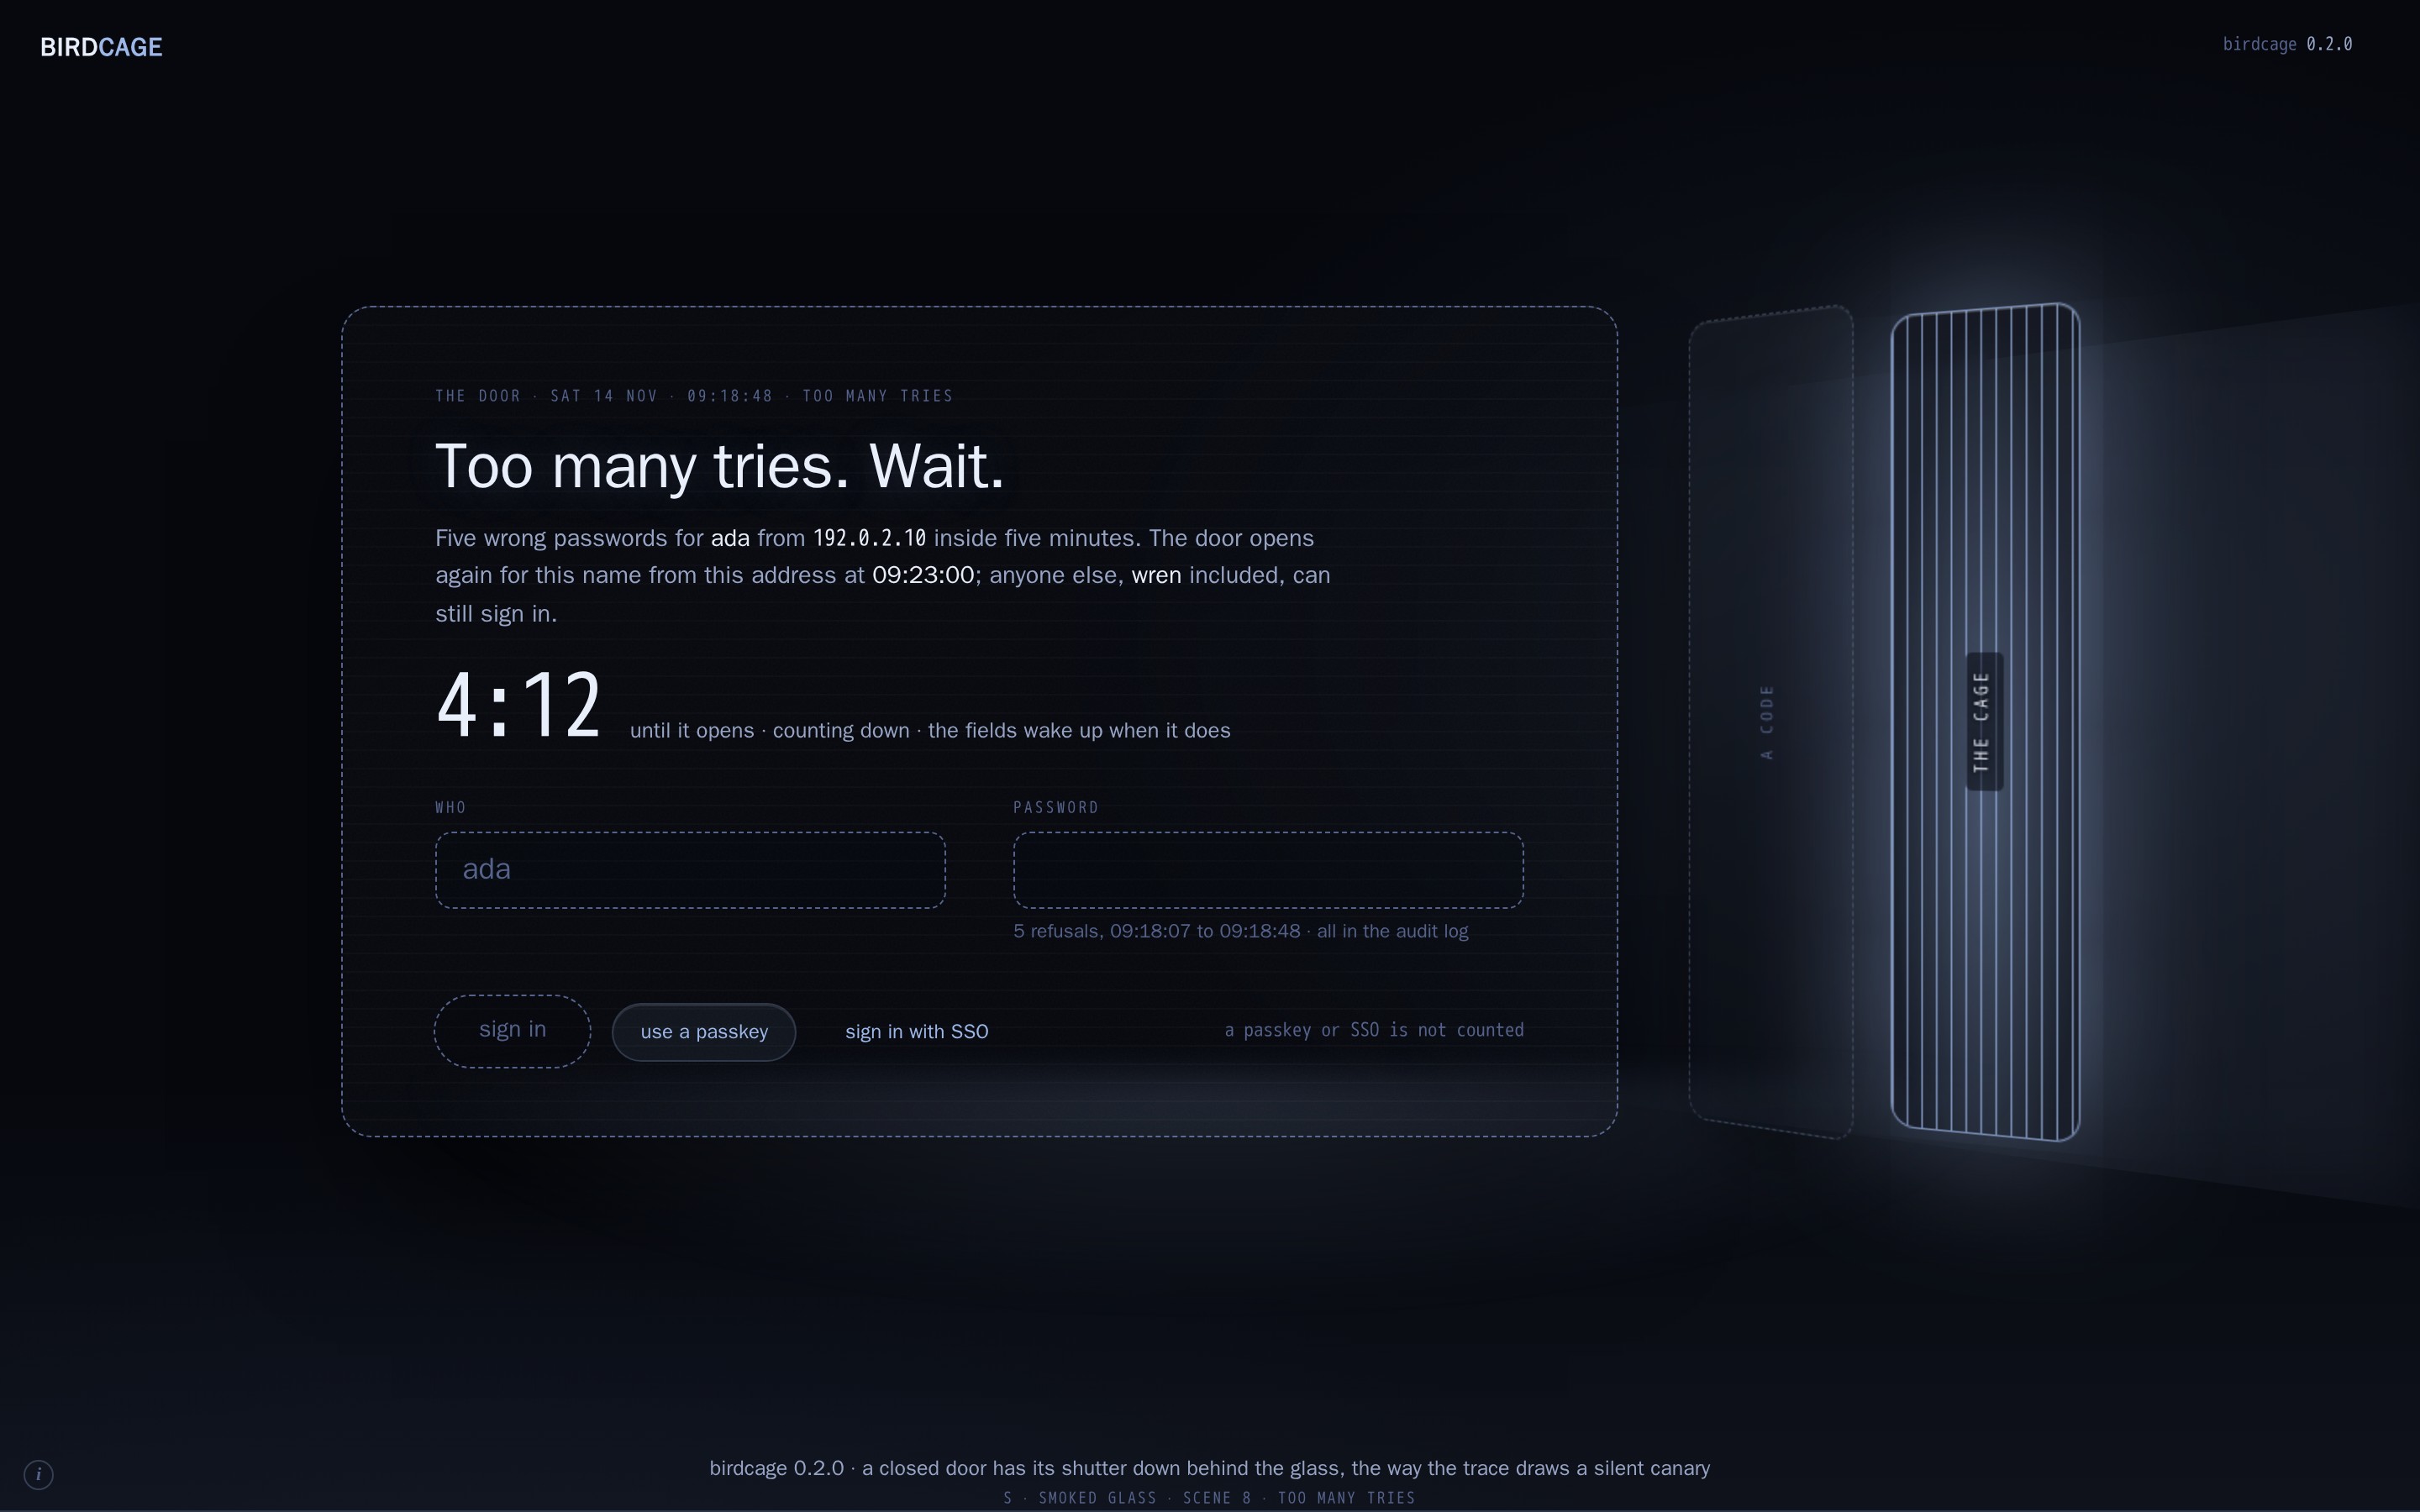 BIRDCAGE
birdcage 0.2.0
THE DOOR · SAT 14 NOV · 09:18:48 · TOO MANY TRIES
Too many tries. Wait.
Five wrong passwords for ada from 192.0.2.10 inside five minutes. The door opens
again for this name from this address at 09:23:00; anyone else, wren included, can
still sign in.
4:12 until it opens · counting down · the fields wake up when it does
WHO
ada
PASSWORD
5 refusals, 09:18:07 to 09:18:48 · all in the audit log
sign in
use a passkey
sign in with SSO
a passkey or SSO is not counted
A CODE
THE CAGE
i
birdcage 0.2.0 · a closed door has its shutter down behind the glass, the way the trace draws a silent canary
S · SMOKED GLASS · SCENE 8 · TOO MANY TRIES